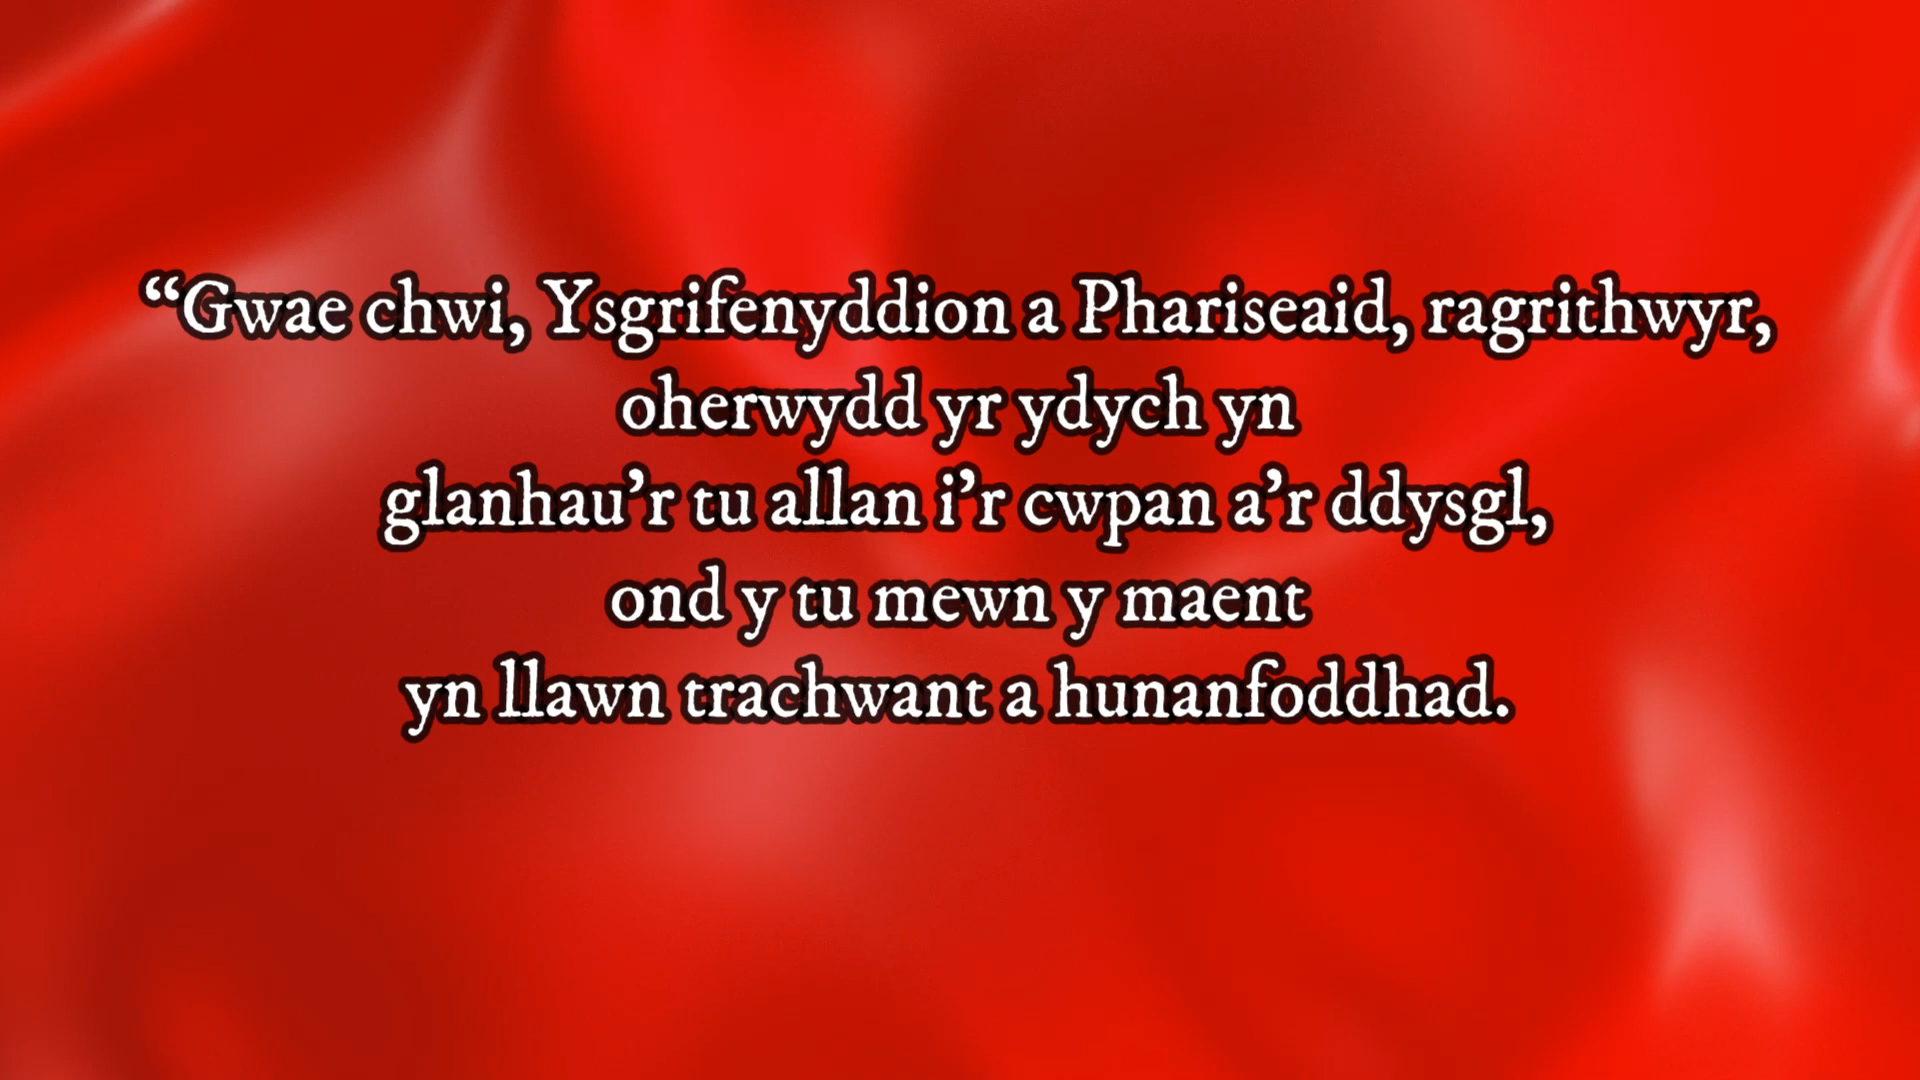 “Gwae chwi, Ysgrifenyddion a Phariseaid, ragrithwyr,
oherwydd yr ydych yn
glanhau’r tu allan i’r cwpan a’r ddysgl,
ond y tu mewn y maent
yn llawn trachwant a hunanfoddhad.